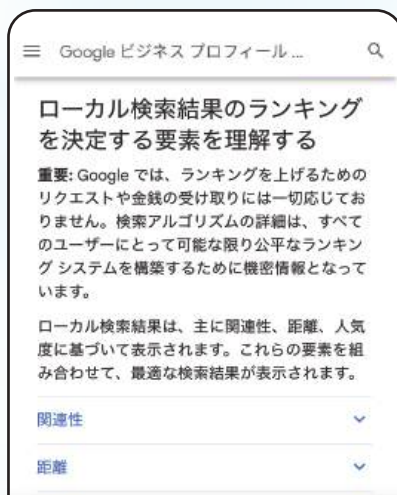 Google ビジネス プロフィール ...
ローカル検索結果のランキング
を決定する要素を理解する
重要: Google では、ランキングを上げるための
リクエストや金銭の受け取りには一切応じてお
りません。検索アルゴリズムの詳細は、すべて
のユーザーにとって可能な限り公平なランキン
グ システムを構築するために機密情報となって
います。
ローカル検索結果は、主に関連性、距離、人気
度に基づいて表示されます。これらの要素を組
み合わせて、最適な検索結果が表示されます。
関連性
距離